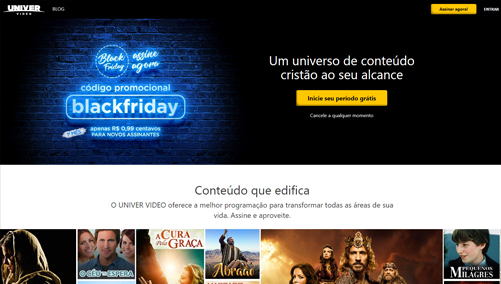 UNIVER
VIDEO
BLOG
Assinar agora!
ENTRAR
Black
Friday
assine
agora
código promocional
blackfriday
apenas R$ 0,99 centavos
PARA NOVOS ASSINANTES
Um universo de conteúdo
cristão ao seu alcance
Inicie seu período grátis
Cancele a qualquer momento
Conteúdo que edifica
O UNIVER VIDEO oferece a melhor programação para transformar todas as áreas de sua
vida. Assine e aproveite.
O CÉU ESPERA
A CURA
Pela
GRAÇA
Abraão
PEQUENOS
MILAGRES